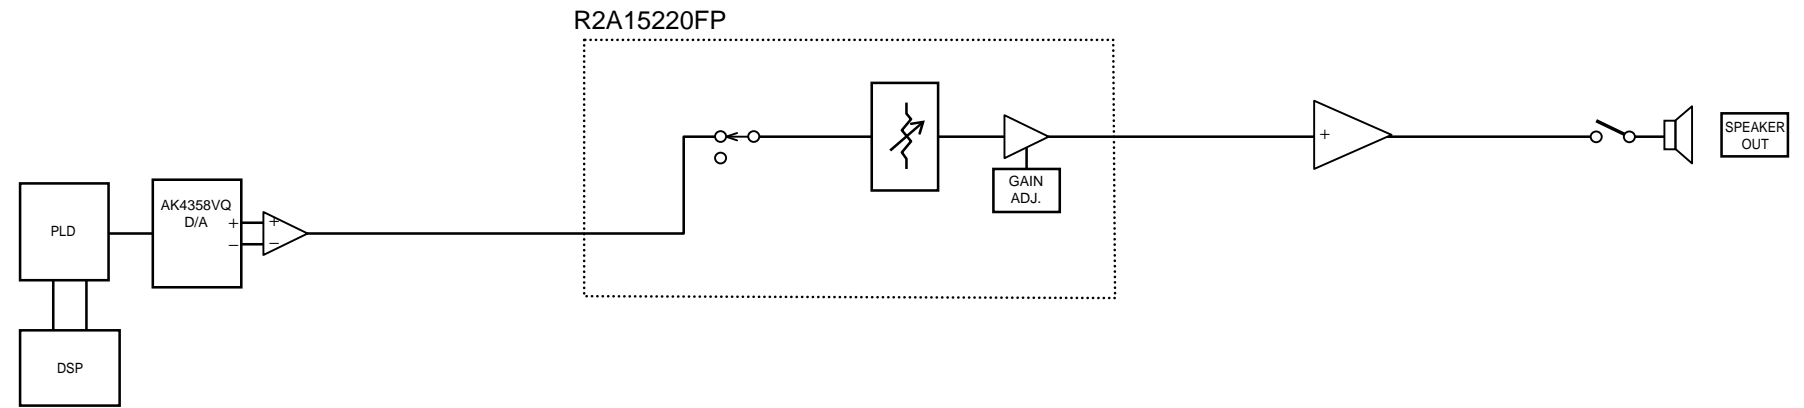 R2A15220FP
GAIN
ADJ.
+
SPEAKER
OUT
PLD
AK4358VQ
D/A
+
−
+
−
DSP